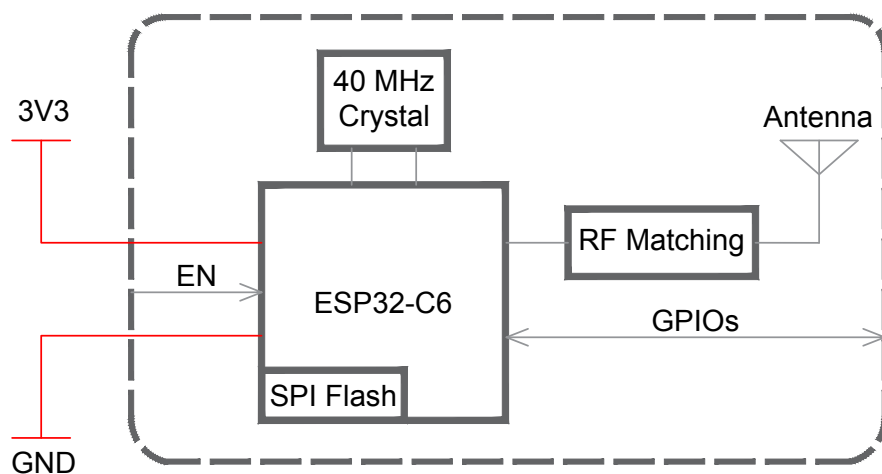 40 MHz
Crystal
3V3
Antenna
RF Matching
EN
ESP32-C6
GPIOs
SPI Flash
GND